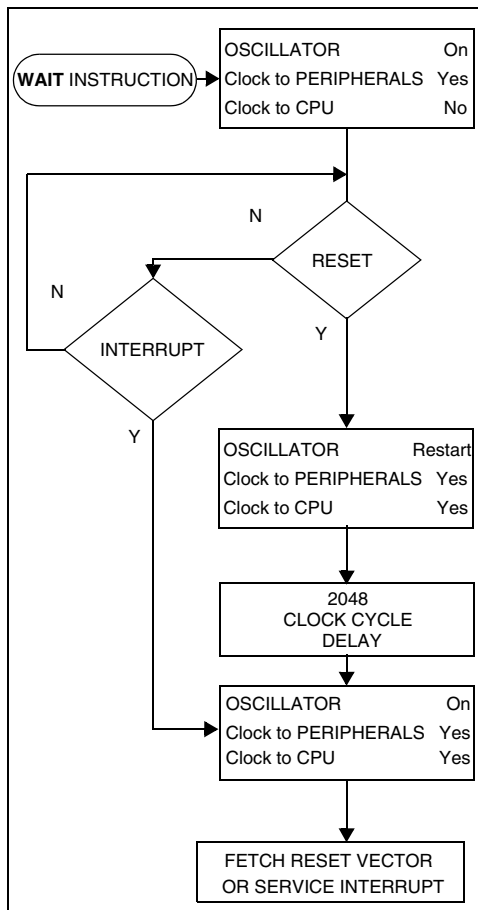 WAIT INSTRUCTION
OSCILLATOR On
Clock to PERIPHERALS Yes
Clock to CPU No
N
RESET
N
INTERRUPT
Y
Y
OSCILLATOR Restart
Clock to PERIPHERALS Yes
Clock to CPU Yes
2048
CLOCK CYCLE
DELAY
OSCILLATOR On
Clock to PERIPHERALS Yes
Clock to CPU Yes
FETCH RESET VECTOR
OR SERVICE INTERRUPT